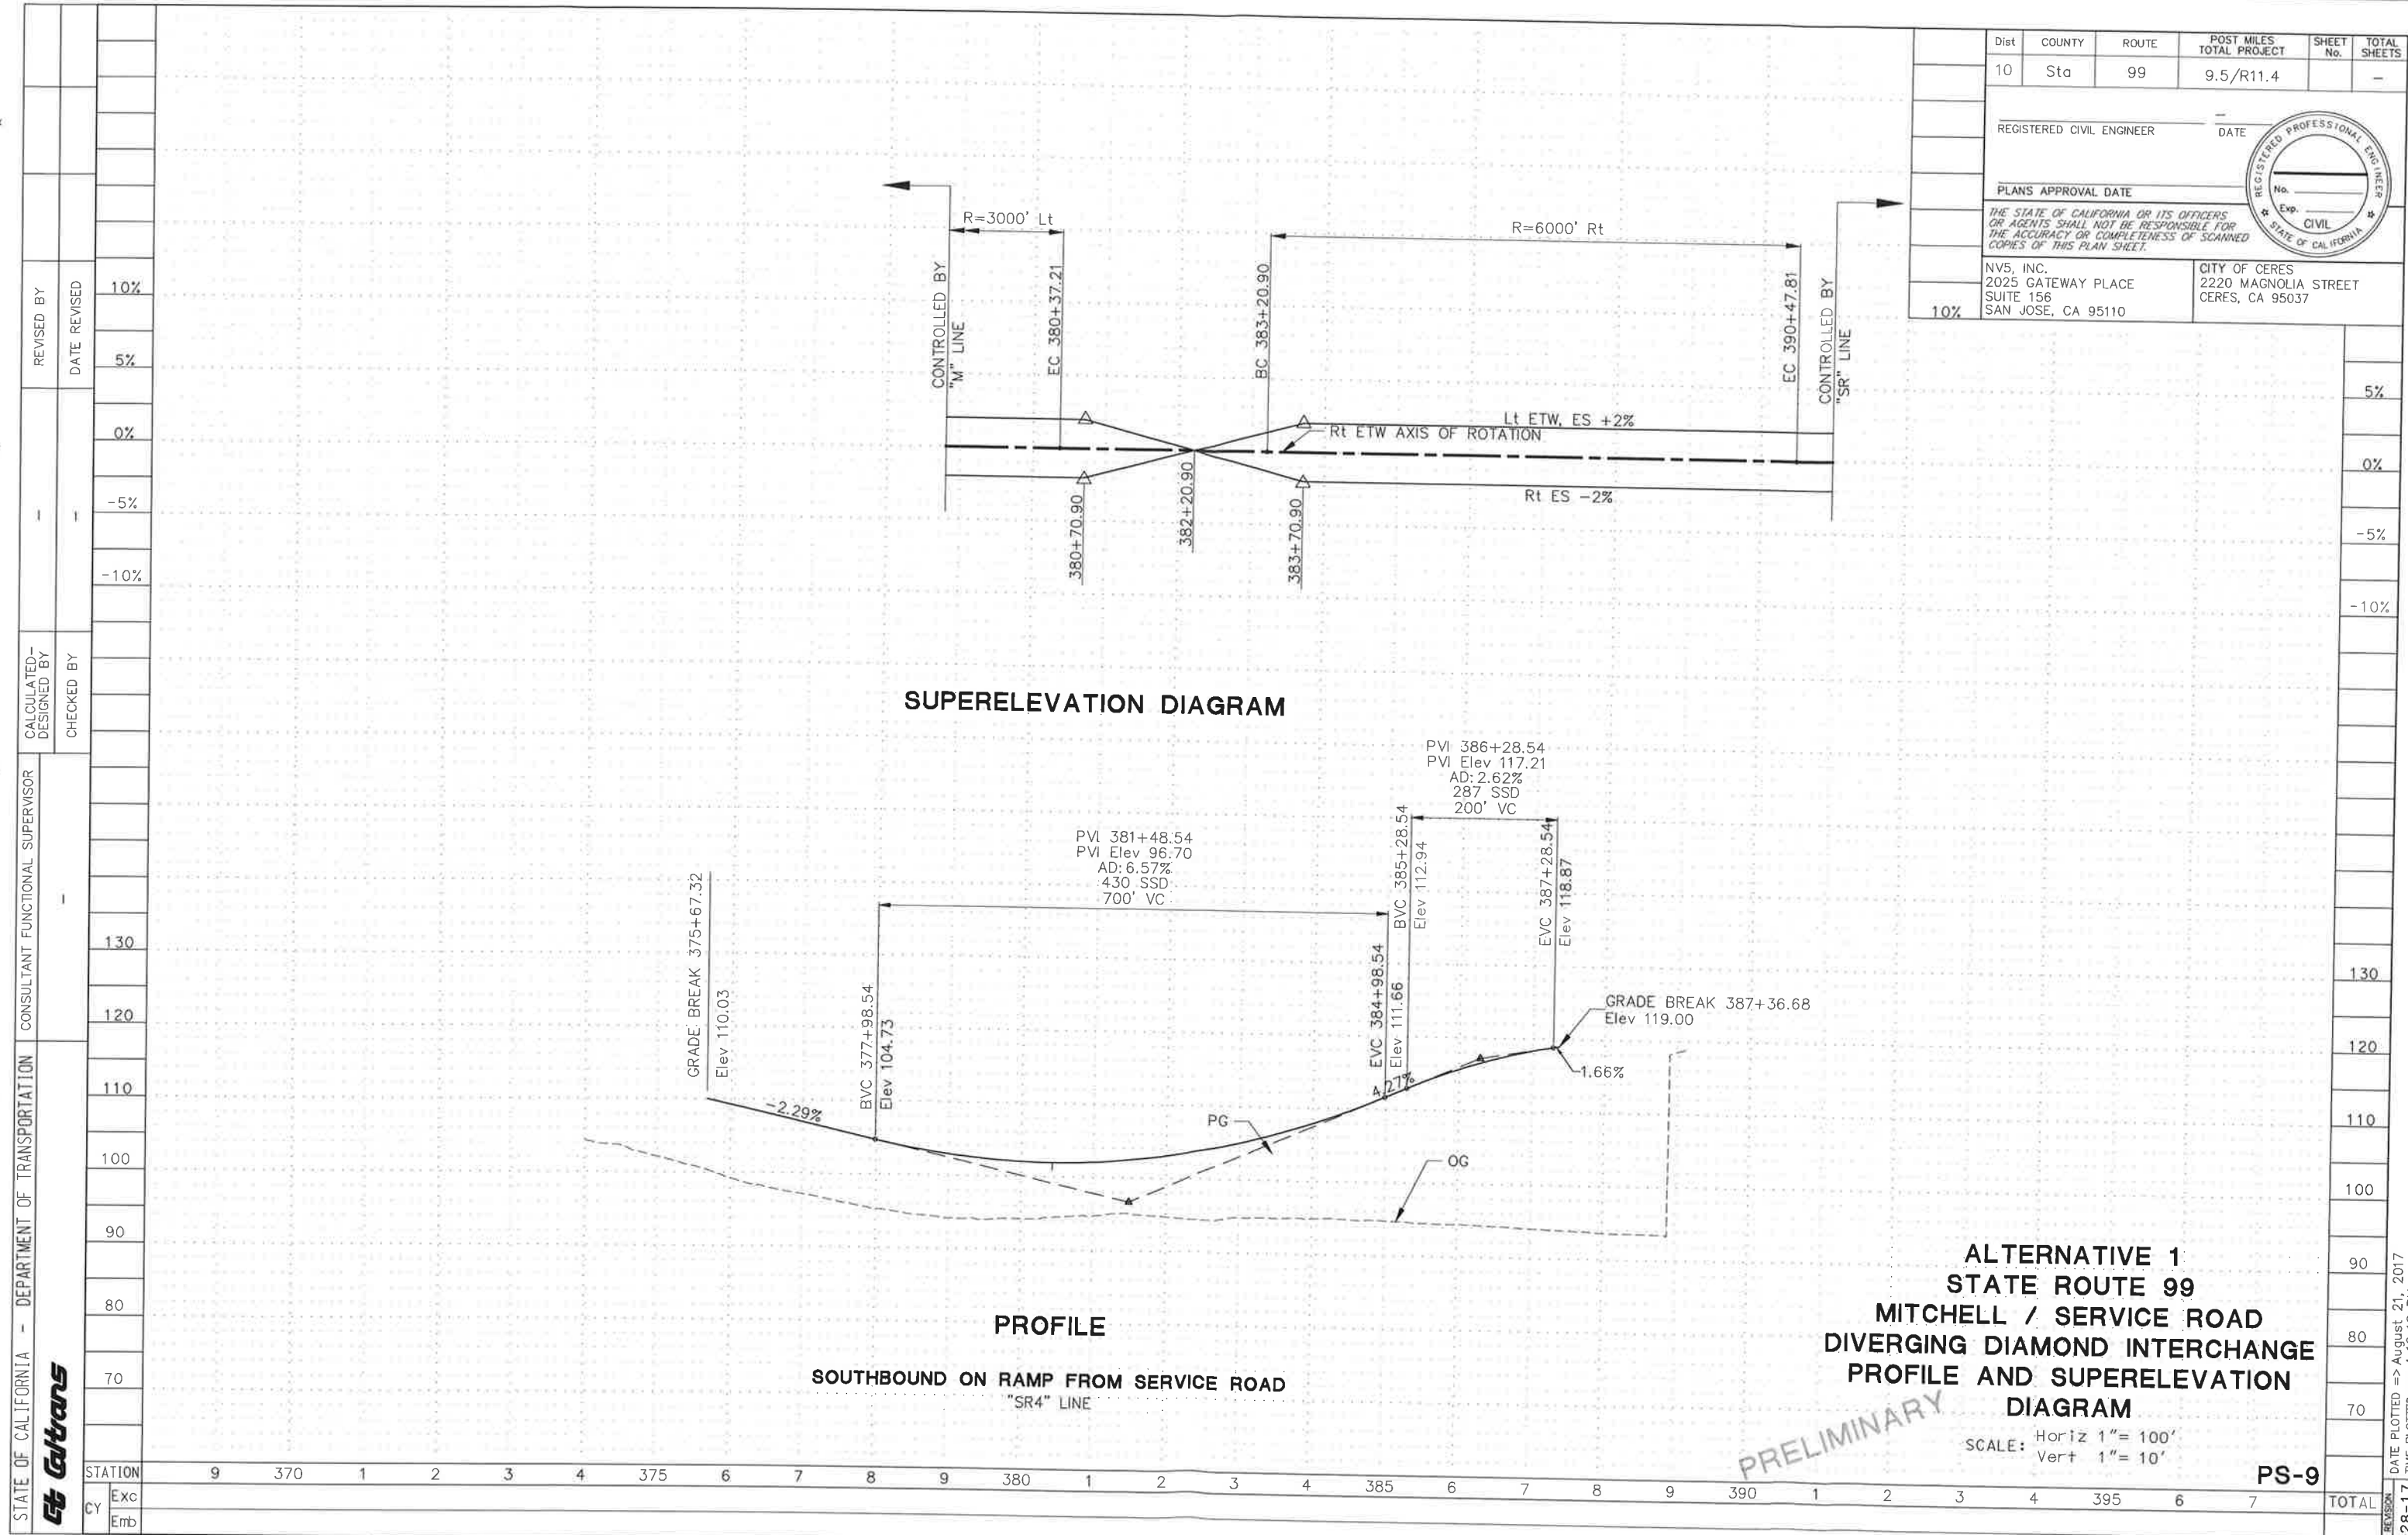 Dist COUNTY ROUTE POST MILES TOTAL PROJECT SHEET No. TOTAL SHEETS
10 Sta 99 9.5/R11.4 –
REGISTERED CIVIL ENGINEER
– DATE
PLANS APPROVAL DATE
THE STATE OF CALIFORNIA OR ITS OFFICERS
OR AGENTS SHALL NOT BE RESPONSIBLE FOR
THE ACCURACY OR COMPLETENESS OF SCANNED
COPIES OF THIS PLAN SHEET.
REGISTERED PROFESSIONAL ENGINEER
No.
Exp.
CIVIL
STATE OF CALIFORNIA
NV5, INC.
2025 GATEWAY PLACE
SUITE 156
SAN JOSE, CA 95110
CITY OF CERES
2220 MAGNOLIA STREET
CERES, CA 95037
REVISED BY
DATE REVISED
–
–
CALCULATED-
DESIGNED BY
CHECKED BY
CONSULTANT FUNCTIONAL SUPERVISOR
–
STATE OF CALIFORNIA - DEPARTMENT OF TRANSPORTATION
Ct Caltrans
10%
5%
0%
-5%
-10%
10%
5%
0%
-5%
-10%
CONTROLLED BY
"M" LINE
R=3000' Lt
EC 380+37.21
BC 383+20.90
R=6000' Rt
EC 390+47.81
CONTROLLED BY
"SR" LINE
Lt ETW, ES +2%
Rt ETW AXIS OF ROTATION
Rt ES -2%
380+70.90
382+20.90
383+70.90
SUPERELEVATION DIAGRAM
PVI 386+28.54
PVI Elev 117.21
AD: 2.62%
287 SSD
200' VC
PVI 381+48.54
PVI Elev 96.70
AD: 6.57%
430 SSD
700' VC
GRADE BREAK 375+67.32
Elev 110.03
BVC 377+98.54
Elev 104.73
EVC 384+98.54
Elev 111.66
BVC 385+28.54
Elev 112.94
EVC 387+28.54
Elev 118.87
GRADE BREAK 387+36.68
Elev 119.00
-2.29%
4.27%
1.66%
PG
OG
130
120
110
100
90
80
70
130
120
110
100
90
80
70
PROFILE
SOUTHBOUND ON RAMP FROM SERVICE ROAD
"SR4" LINE
ALTERNATIVE 1
STATE ROUTE 99
MITCHELL / SERVICE ROAD
DIVERGING DIAMOND INTERCHANGE
PROFILE AND SUPERELEVATION
DIAGRAM
PRELIMINARY
SCALE: Horiz 1"= 100'
Vert 1"= 10'
PS-9
STATION 9 370 1 2 3 4 375 6 7 8 9 380 1 2 3 4 385 6 7 8 9 390 1 2 3 4 395 6 7 TOTAL
CY Exc
Emb
DATE PLOTTED => August 21, 2017
REVISION